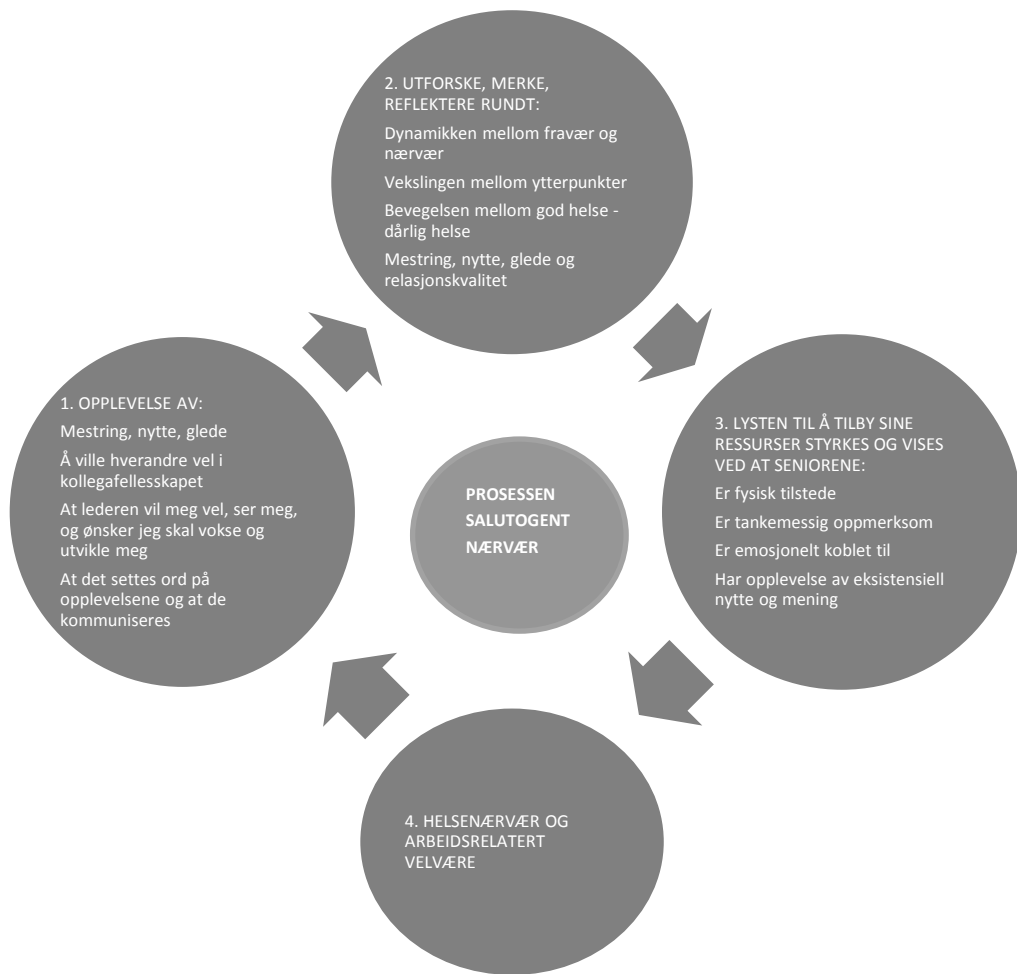 2. UTFORSKE, MERKE,
REFLEKTERE RUNDT:
Dynamikken mellom fravær og
nærvær
Vekslingen mellom ytterpunkter
Bevegelsen mellom god helse -
dårlig helse
Mestring, nytte, glede og
relasjonskvalitet
1. OPPLEVELSE AV:
Mestring, nytte, glede
Å ville hverandre vel i
kollegafellesskapet
At lederen vil meg vel, ser meg,
og ønsker jeg skal vokse og
utvikle meg
At det settes ord på
opplevelsene og at de
kommuniseres
PROSESSEN
SALUTOGENT
NÆRVÆR
3. LYSTEN TIL Å TILBY SINE
RESSURSER STYRKES OG VISES
VED AT SENIORENE:
Er fysisk tilstede
Er tankemessig oppmerksom
Er emosjonelt koblet til
Har opplevelse av eksistensiell
nytte og mening
4. HELSENÆRVÆR OG
ARBEIDSRELATERT
VELVÆRE